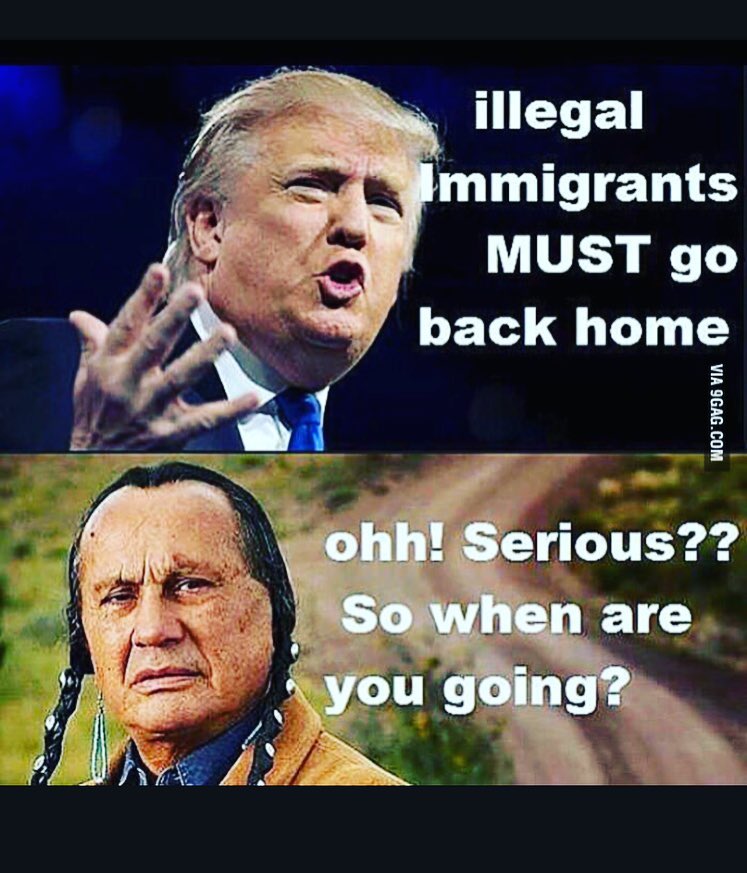 illegal
Immigrants
MUST go
back home
VIA 9GAG.COM
ohh! Serious??
So when are
you going?